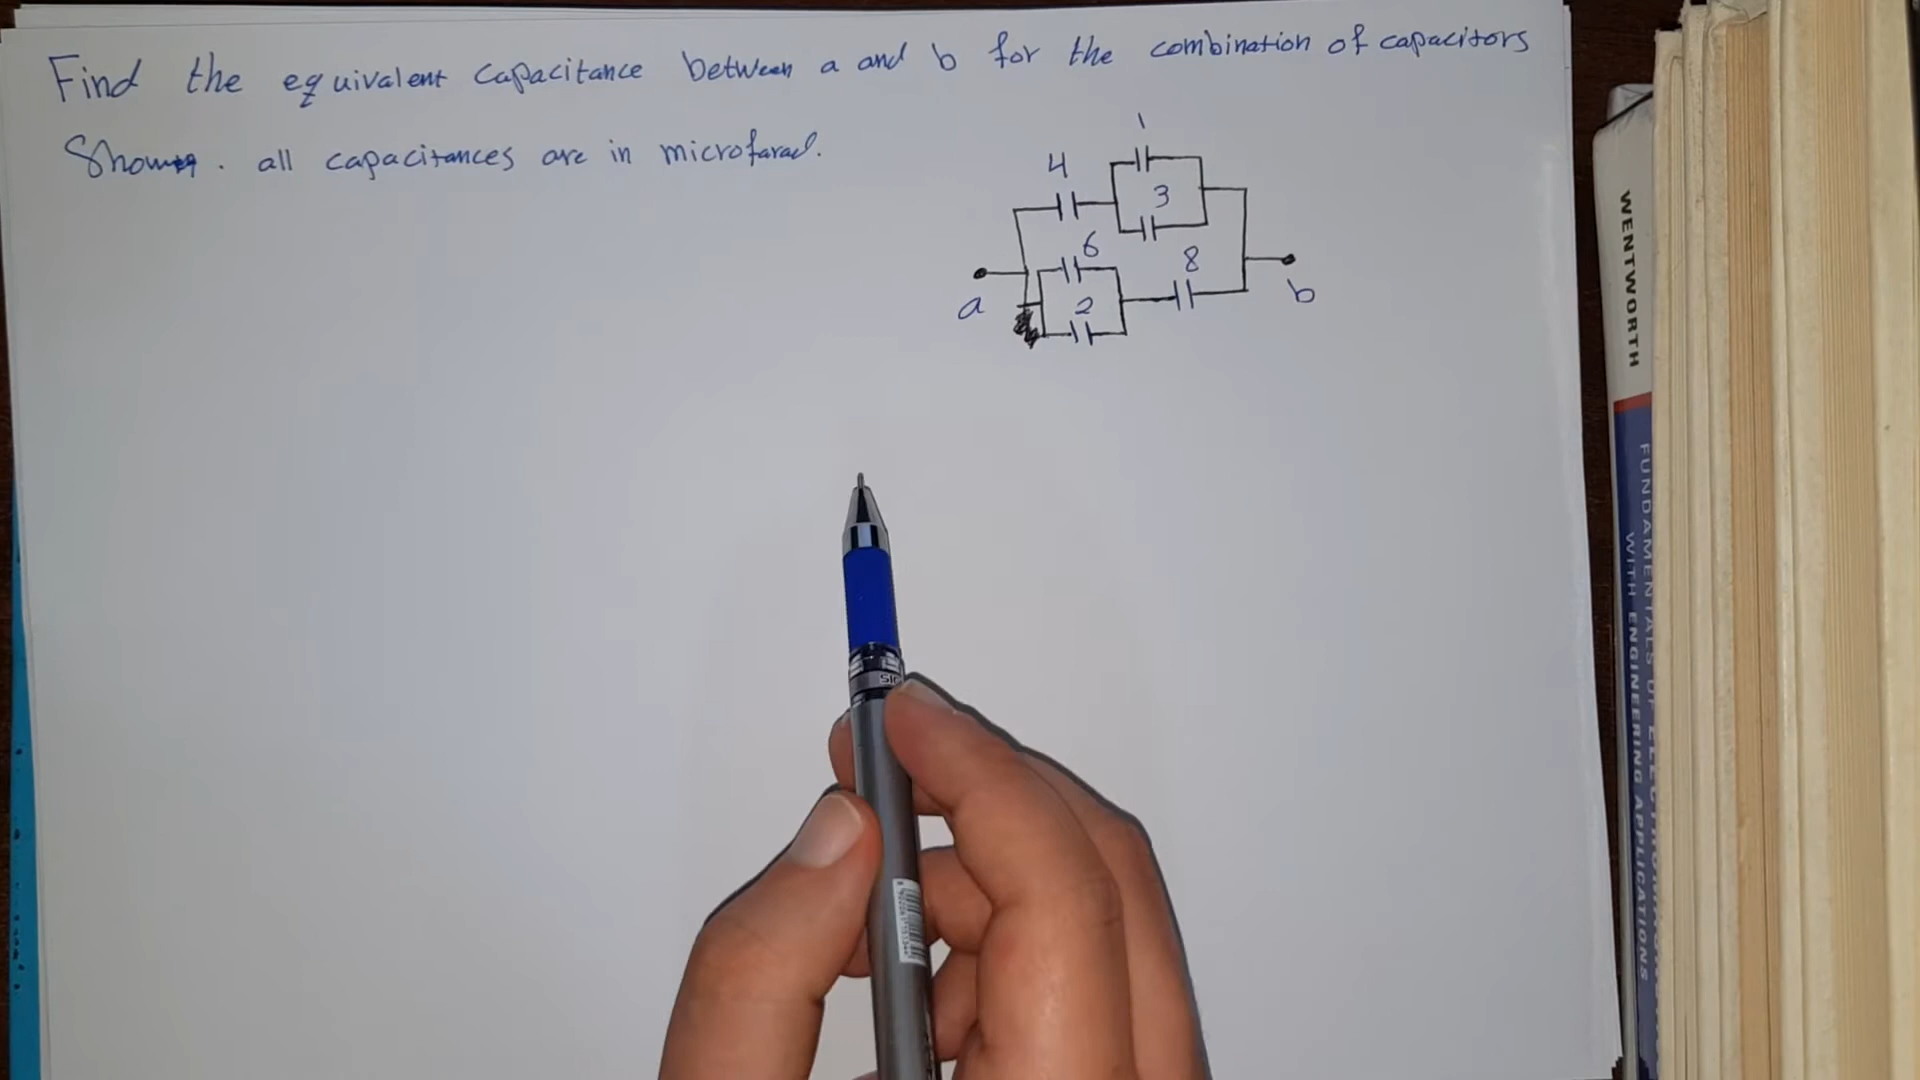 Find the equivalent capacitance between a and b for the combination of capacitors
Shown. all capacitances are in microfarad.
1
4
3
6
8
a
2
b
WENTWORTH
FUNDAMENTALS OF
WITH ENGINEERING APPLICATIONS